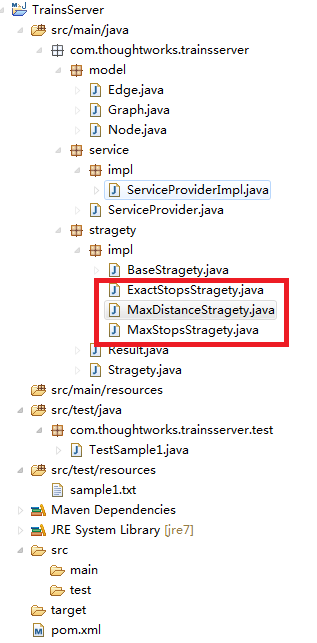 TrainsServer
src/main/java
com.thoughtworks.trainsserver
model
Edge.java
Graph.java
Node.java
service
impl
ServiceProviderImpl.java
ServiceProvider.java
stragety
impl
BaseStragety.java
ExactStopsStragety.java
MaxDistanceStragety.java
MaxStopsStragety.java
Result.java
Stragety.java
src/main/resources
src/test/java
com.thoughtworks.trainsserver.test
TestSample1.java
src/test/resources
sample1.txt
Maven Dependencies
JRE System Library [jre7]
src
main
test
target
pom.xml